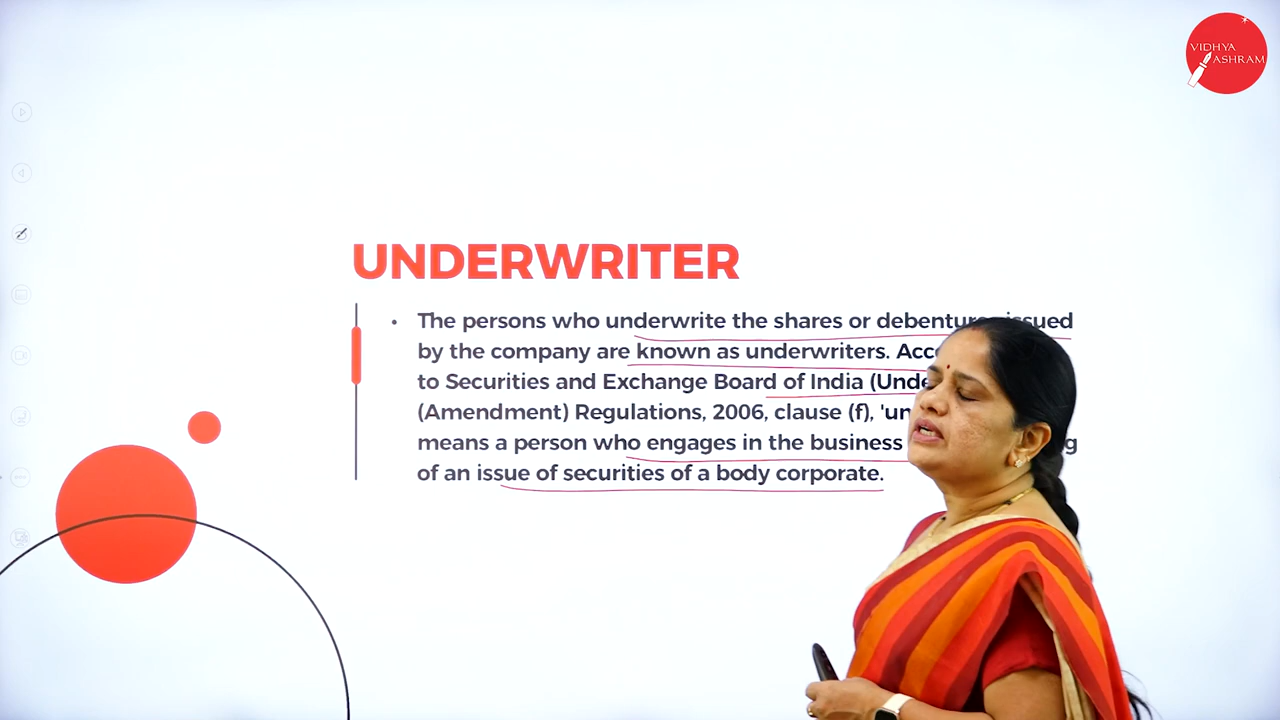 VIDHYA
ASHRAM
UNDERWRITER
• The persons who underwrite the shares or debentures issued
by the company are known as underwriters.
to Securities and Exchange Board of India
(Amendment) Regulations, 2006, clause (f),
means a person who engages in the business
of an issue of securities of a body corporate.